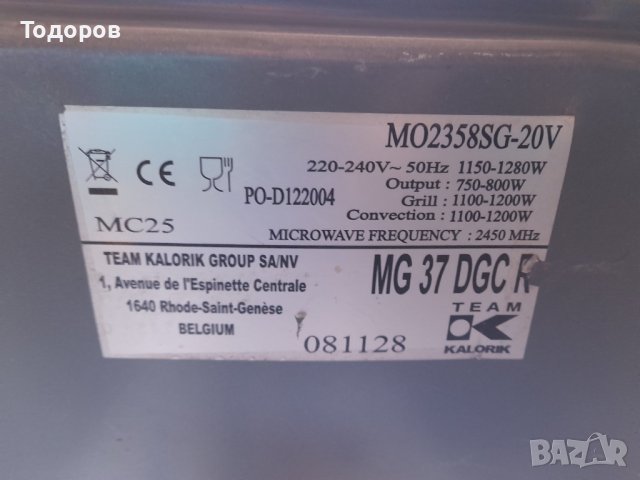 Тодоров
MO2358SG-20V
220-240V~ 50Hz 1150-1280W
PO-D122004
Output : 750-800W
Grill : 1100-1200W
Convection : 1100-1200W
MC25
MICROWAVE FREQUENCY : 2450 MHz
TEAM KALORIK GROUP SA/NV
1, Avenue de l'Espinette Centrale
1640 Rhode-Saint-Genèse
BELGIUM
MG 37 DGC R
TEAM
K
KALORIK
081128
BAZAR